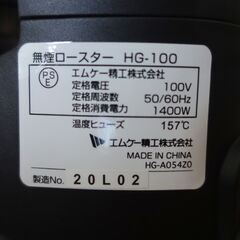 無煙ロースター HG-100
PSE
エムケー精工株式会社
定格電圧 100V
定格周波数 50/60Hz
定格消費電力 1400W
温度ヒューズ 157℃
エムケー精工株式会社
MADE IN CHINA
HG-A054Z0
製造No. 20L02